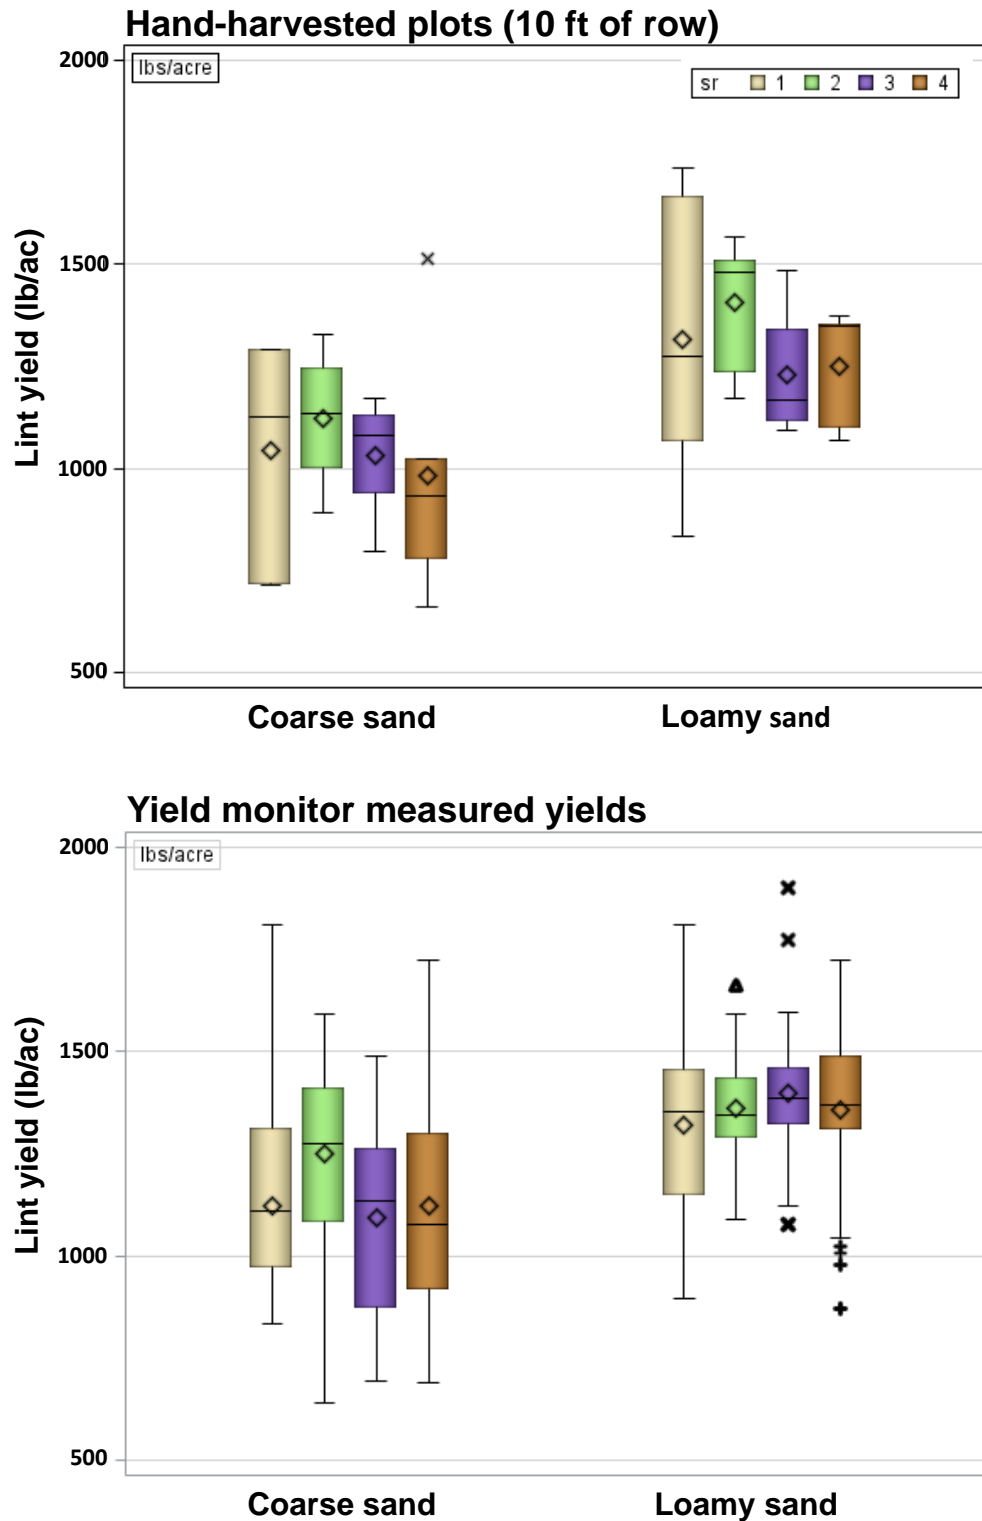 Hand-harvested plots (10 ft of row)
2000
lbs/acre
sr 1 2 3 4
1500
1000
500
Lint yield (lb/ac)
Coarse sand Loamy sand
Yield monitor measured yields
2000
lbs/acre
1500
1000
500
Lint yield (lb/ac)
Coarse sand Loamy sand